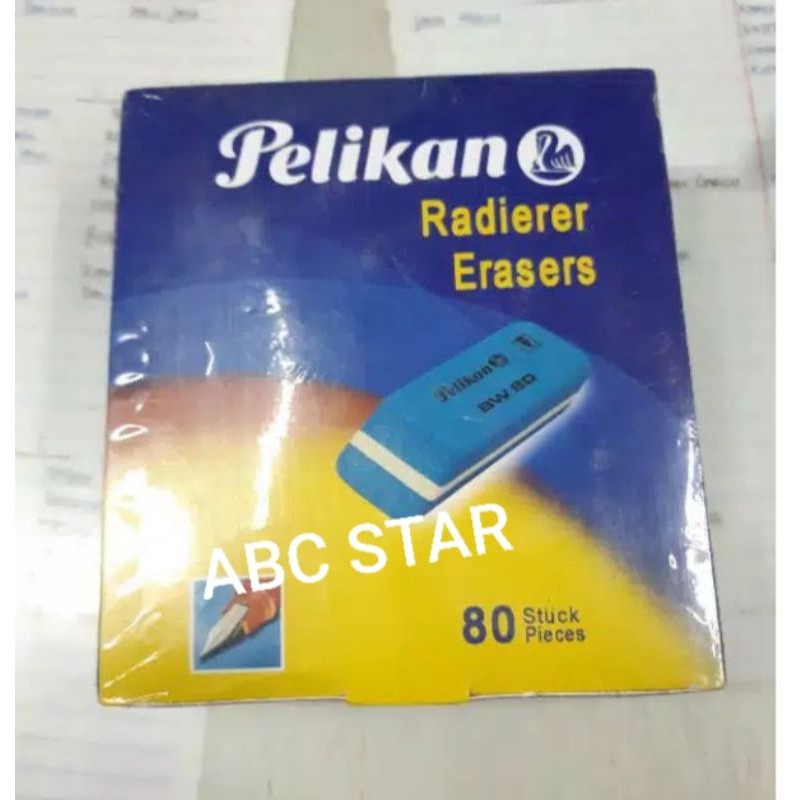 Pelikan
Radierer
Erasers
Pelikan
BW 80
ABC STAR
80 Stück
Pieces